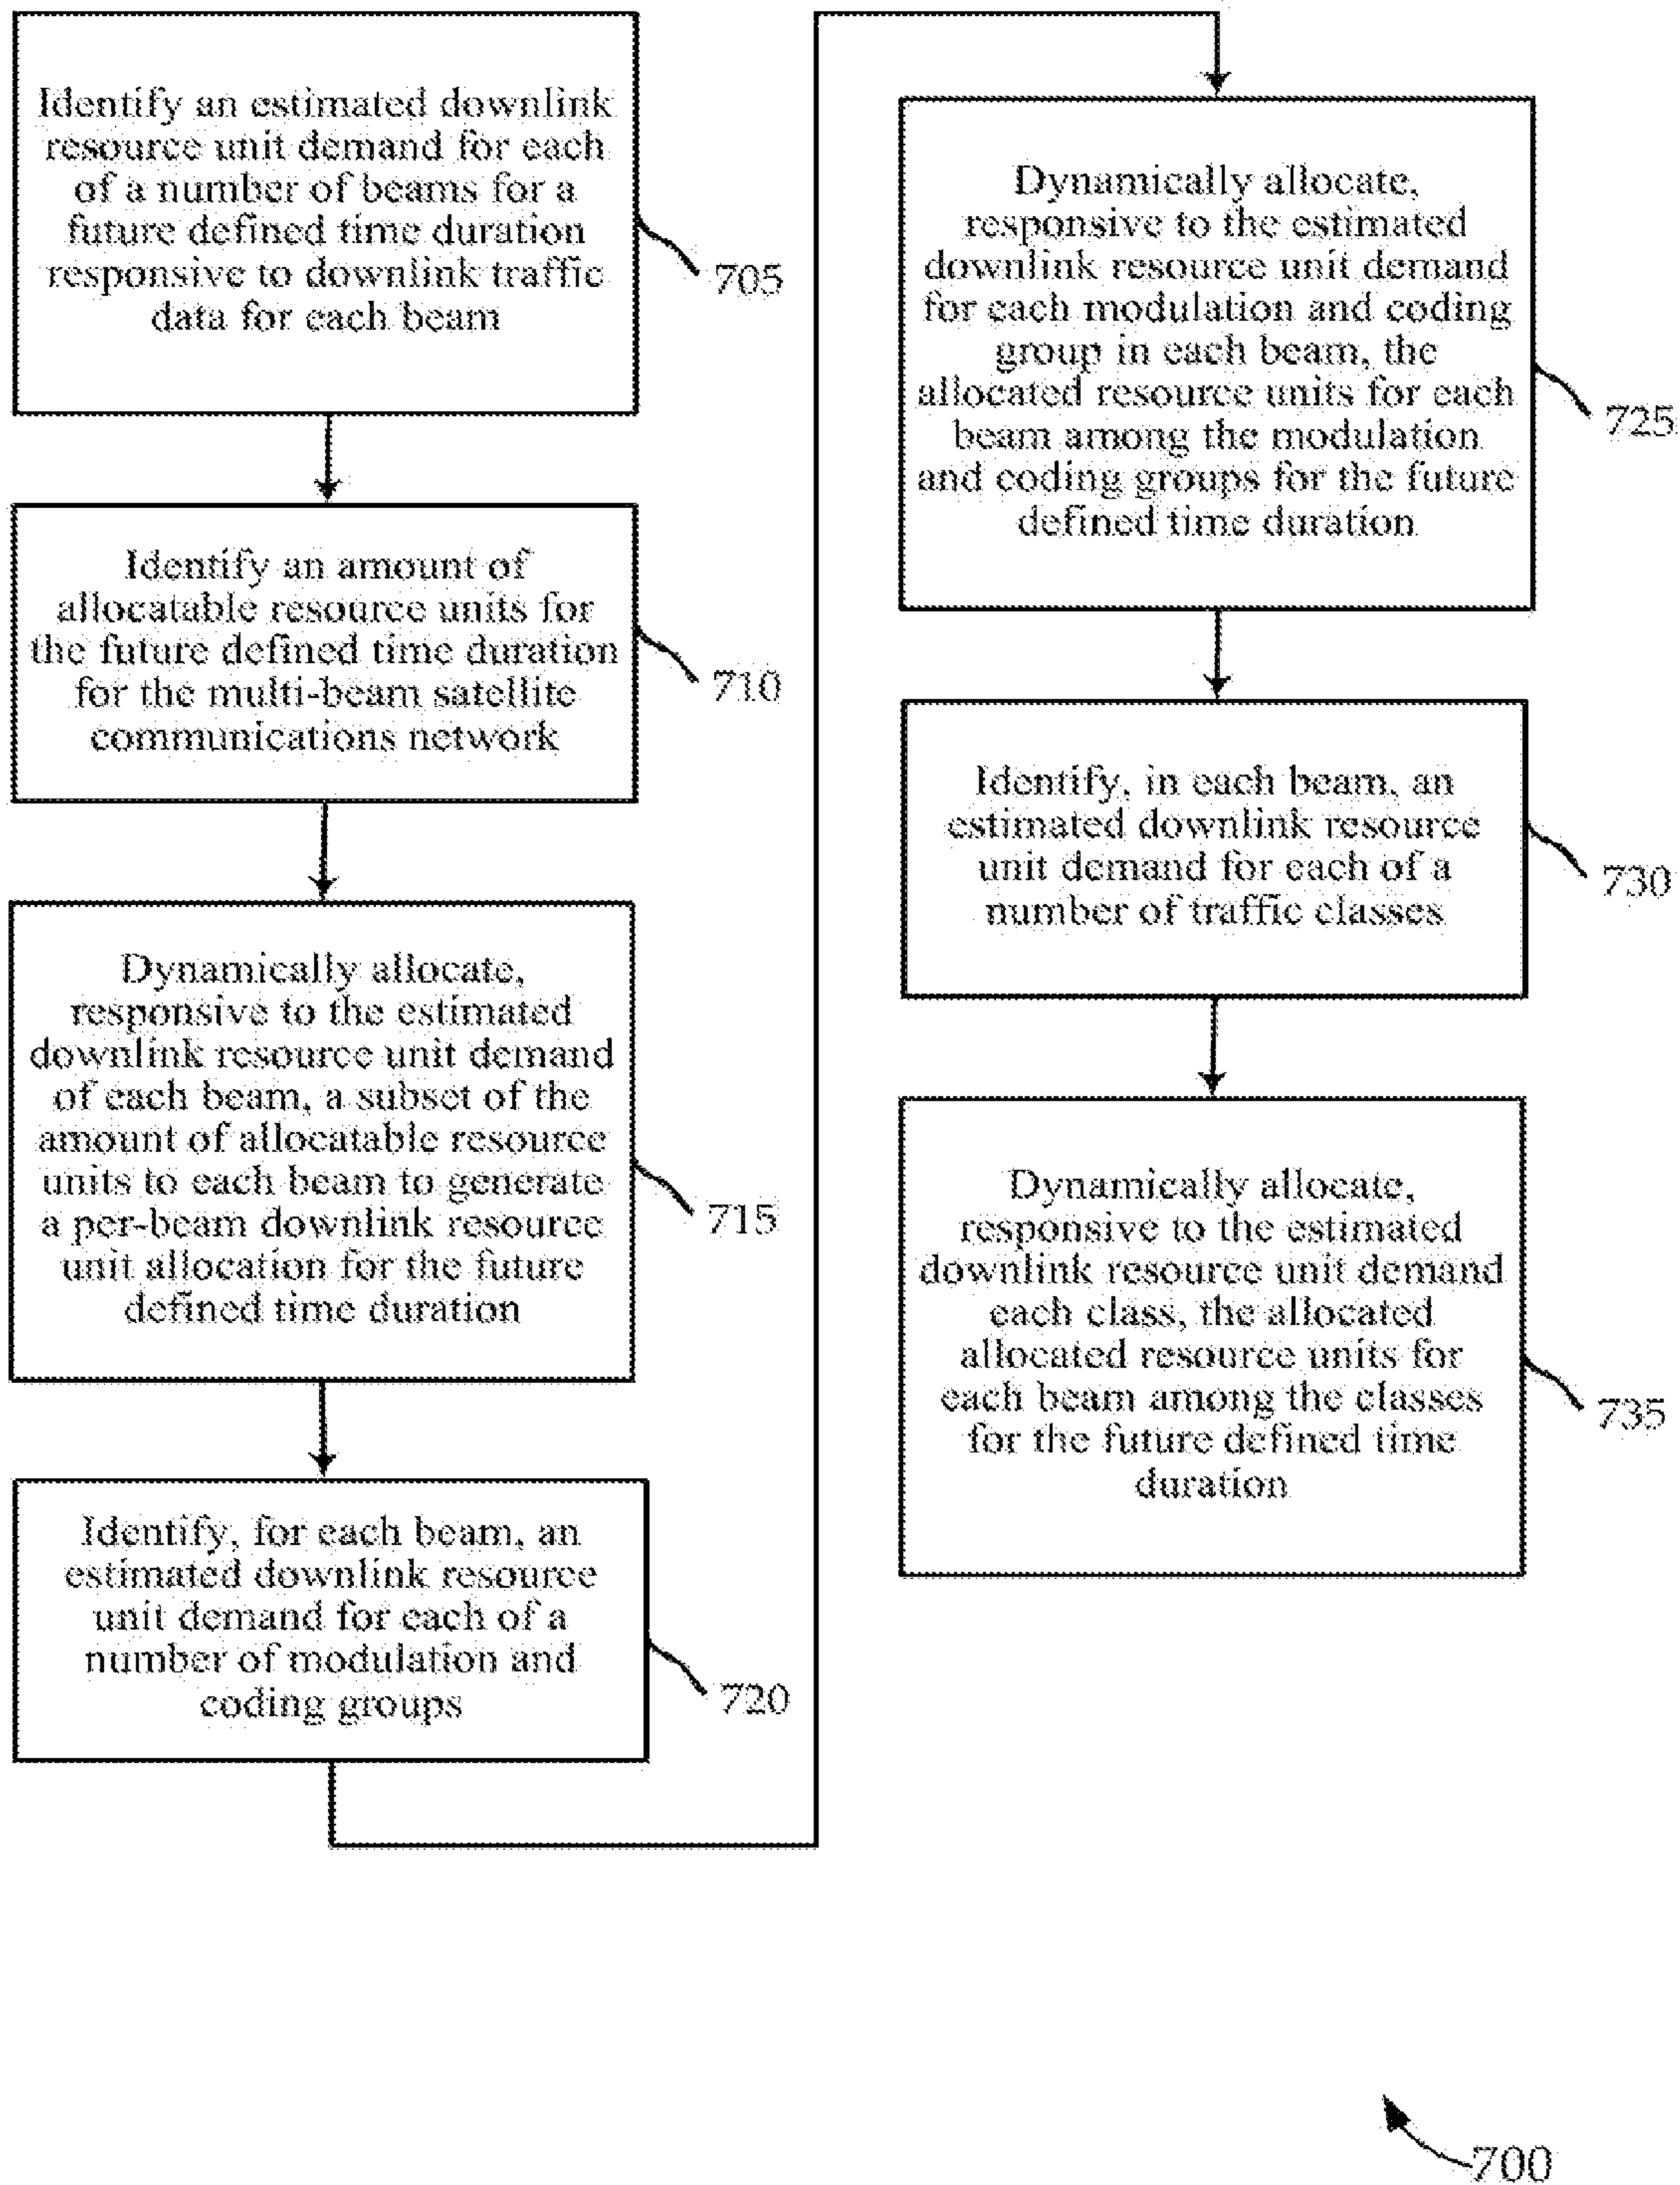 Identify an estimated downlink
resource unit demand for each
of a number of beams for a
future defined time duration
responsive to downlink traffic
data for each beam
705
Identify an amount of
allocatable resource units for
the future defined time duration
for the multi-beam satellite
communications network
710
Dynamically allocate,
responsive to the estimated
downlink resource unit demand
of each beam, a subset of the
amount of allocatable resource
units to each beam to generate
a per-beam downlink resource
unit allocation for the future
defined time duration
715
Identify, for each beam, an
estimated downlink resource
unit demand for each of a
number of modulation and
coding groups
720
Dynamically allocate,
responsive to the estimated
downlink resource unit demand
for each modulation and coding
group in each beam, the
allocated resource units for each
beam among the modulation
and coding groups for the future
defined time duration
725
Identify, in each beam, an
estimated downlink resource
unit demand for each of a
number of traffic classes
730
Dynamically allocate,
responsive to the estimated
downlink resource unit demand
each class, the allocated
allocated resource units for
each beam among the classes
for the future defined time
duration
735
700